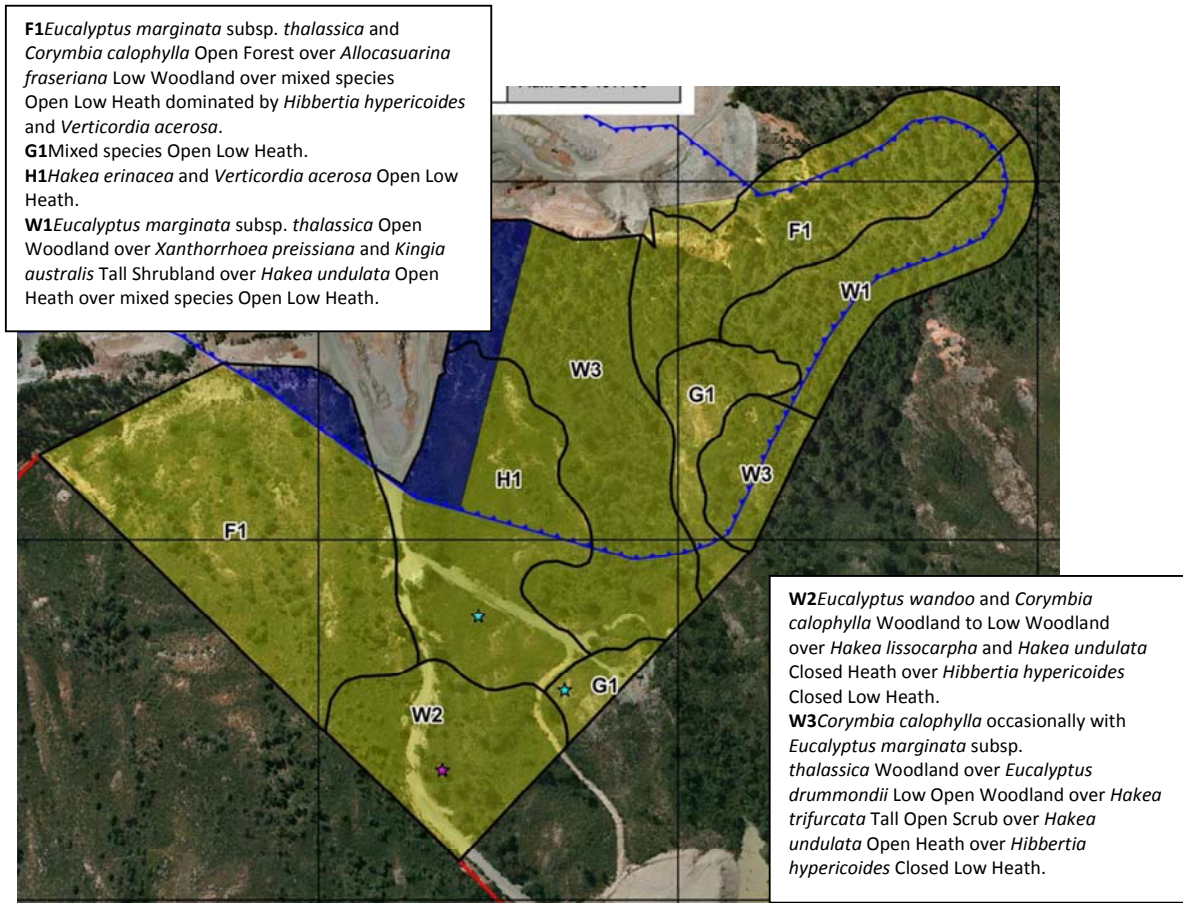 F1Eucalyptus marginata subsp. thalassica and
Corymbia calophylla Open Forest over Allocasuarina
fraseriana Low Woodland over mixed species
Open Low Heath dominated by Hibbertia hypericoides
and Verticordia acerosa.
G1Mixed species Open Low Heath.
H1Hakea erinacea and Verticordia acerosa Open Low
Heath.
W1Eucalyptus marginata subsp. thalassica Open
Woodland over Xanthorrhoea preissiana and Kingia
australis Tall Shrubland over Hakea undulata Open
Heath over mixed species Open Low Heath.
F1
W1
W3
G1
W3
H1
F1
G1
W2
W2Eucalyptus wandoo and Corymbia
calophylla Woodland to Low Woodland
over Hakea lissocarpha and Hakea undulata
Closed Heath over Hibbertia hypericoides
Closed Low Heath.
W3Corymbia calophylla occasionally with
Eucalyptus marginata subsp.
thalassica Woodland over Eucalyptus
drummondii Low Open Woodland over Hakea
trifurcata Tall Open Scrub over Hakea
undulata Open Heath over Hibbertia
hypericoides Closed Low Heath.